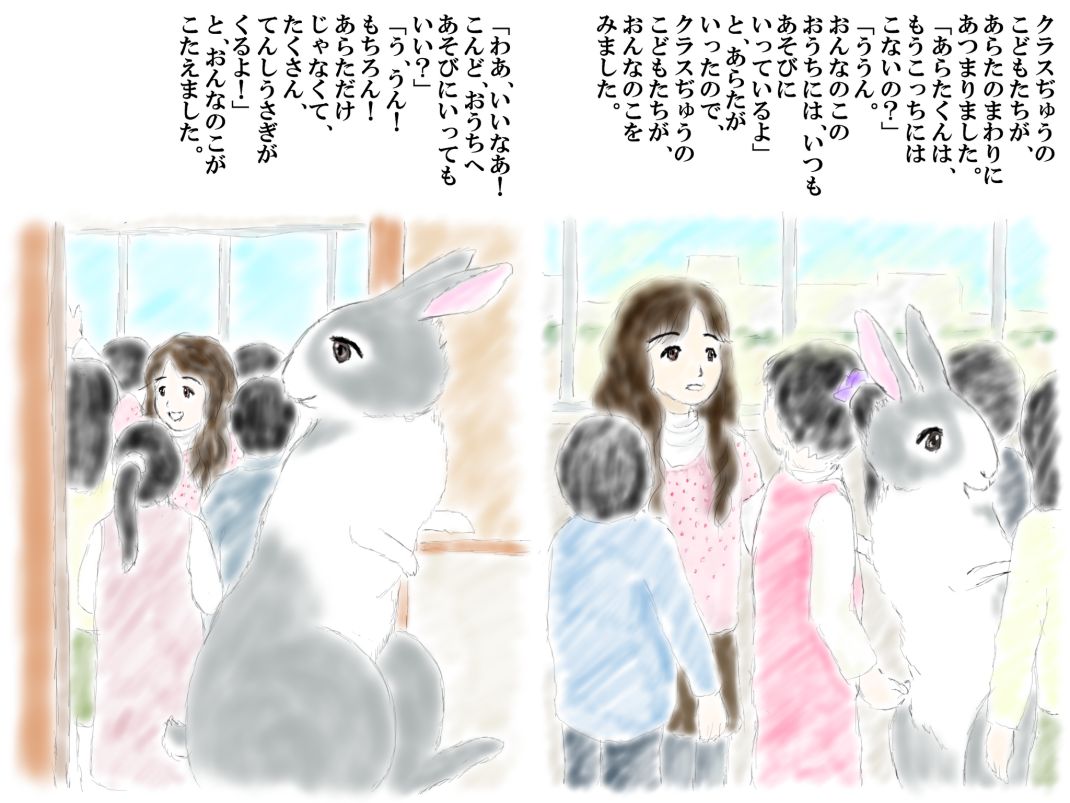 クラスぢゅうの
こどもたちが、
あらたのまわりに
あつまりました。
「あらたくんは、
もうこっちには
こないの？」
「ううん。
おんなのこの
おうちには、いつも
あそびに
いっているよ」
と、あらたが
いったので、
クラスぢゅうの
こどもたちが、
おんなのこを
みました。
「わあ、いいなあ！
こんど、おうちへ
あそびにいっても
いい？」
「う、うん！
もちろん！
あらただけ
じゃなくて、
たくさん、
てんしうさぎが
くるよ！」
と、おんなのこが
こたえました。